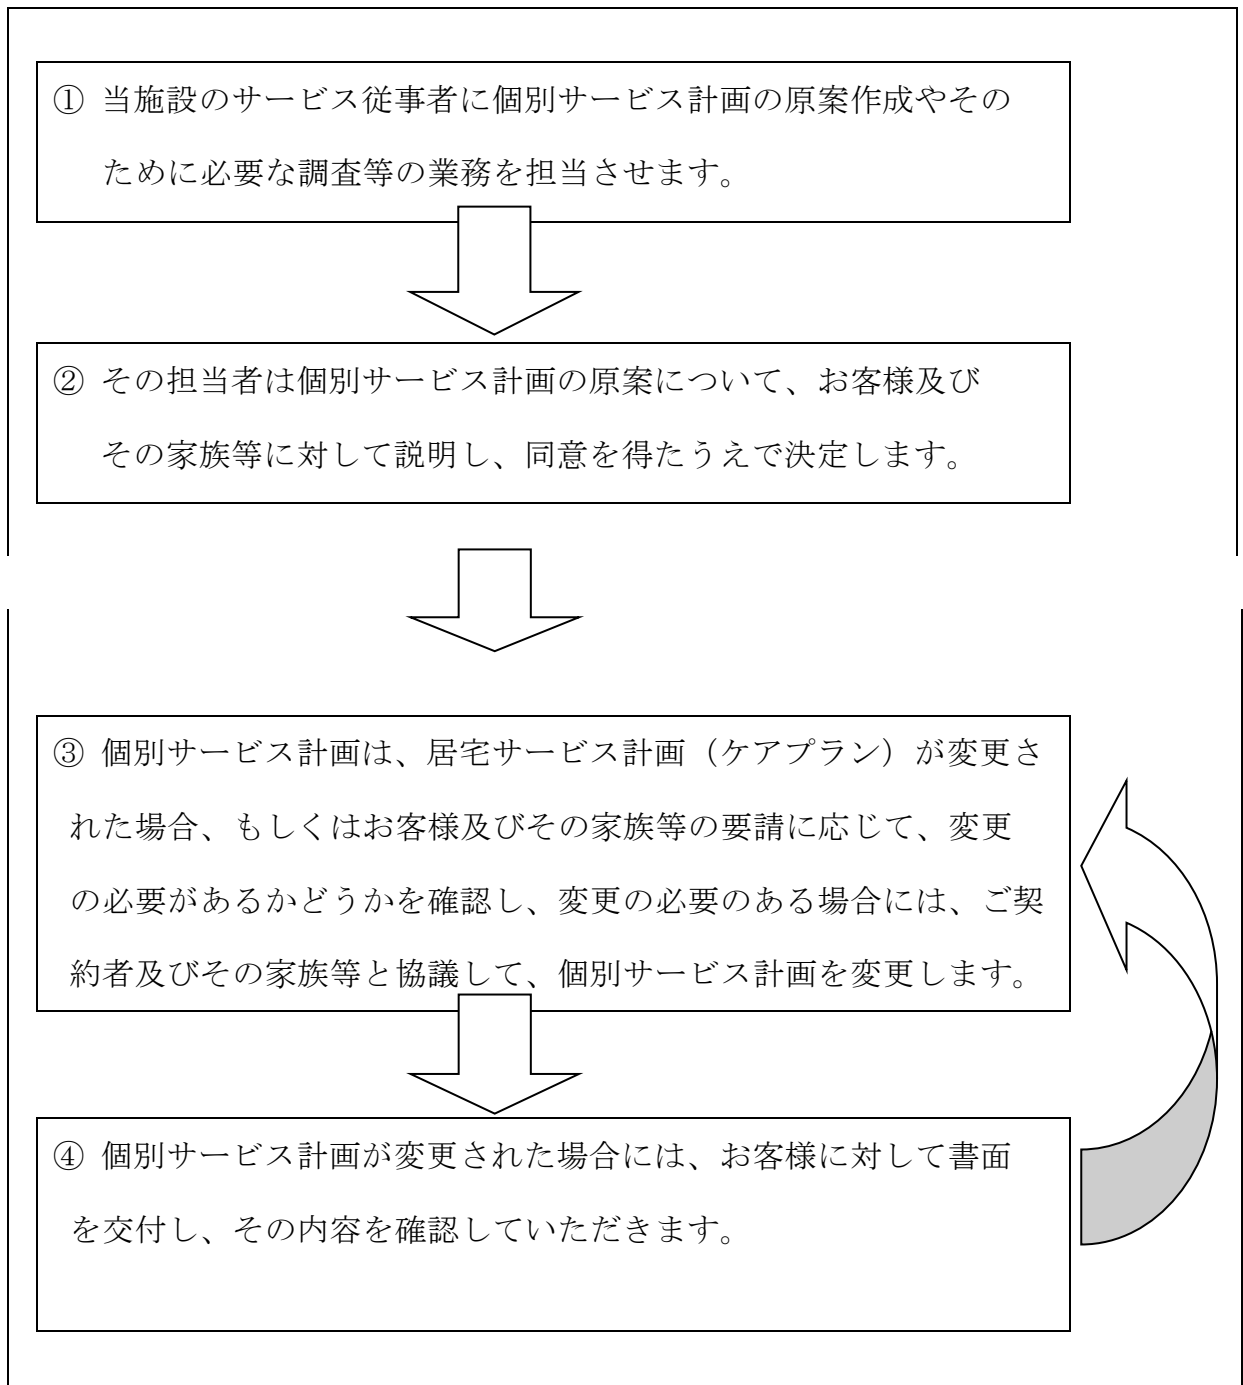 ① 当施設のサービス従事者に個別サービス計画の原案作成やその
ために必要な調査等の業務を担当させます。
② その担当者は個別サービス計画の原案について、お客様及び
その家族等に対して説明し、同意を得たうえで決定します。
③ 個別サービス計画は、居宅サービス計画（ケアプラン）が変更さ
れた場合、もしくはお客様及びその家族等の要請に応じて、変更
の必要があるかどうかを確認し、変更の必要のある場合には、ご契
約者及びその家族等と協議して、個別サービス計画を変更します。
④ 個別サービス計画が変更された場合には、お客様に対して書面
を交付し、その内容を確認していただきます。